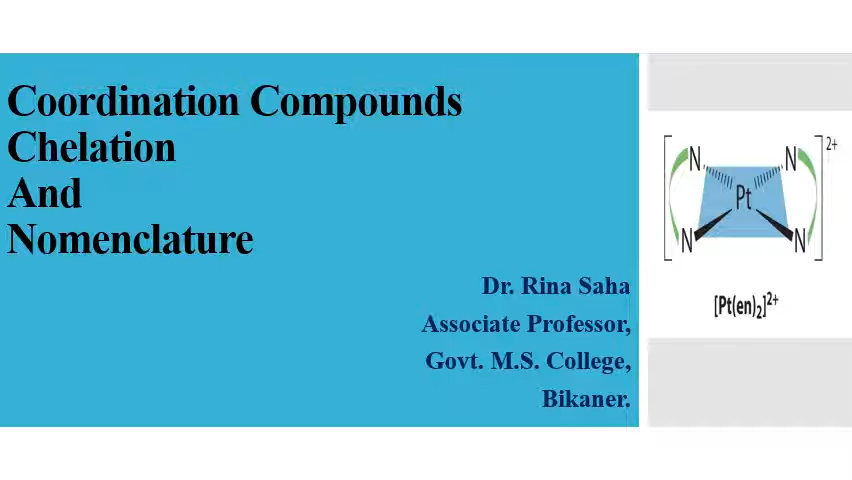 Coordination Compounds
Chelation
And
Nomenclature
Dr. Rina Saha
Associate Professor,
Govt. M.S. College,
Bikaner.
2+
N N
Pt
N N
[Pt(en)₂]²⁺